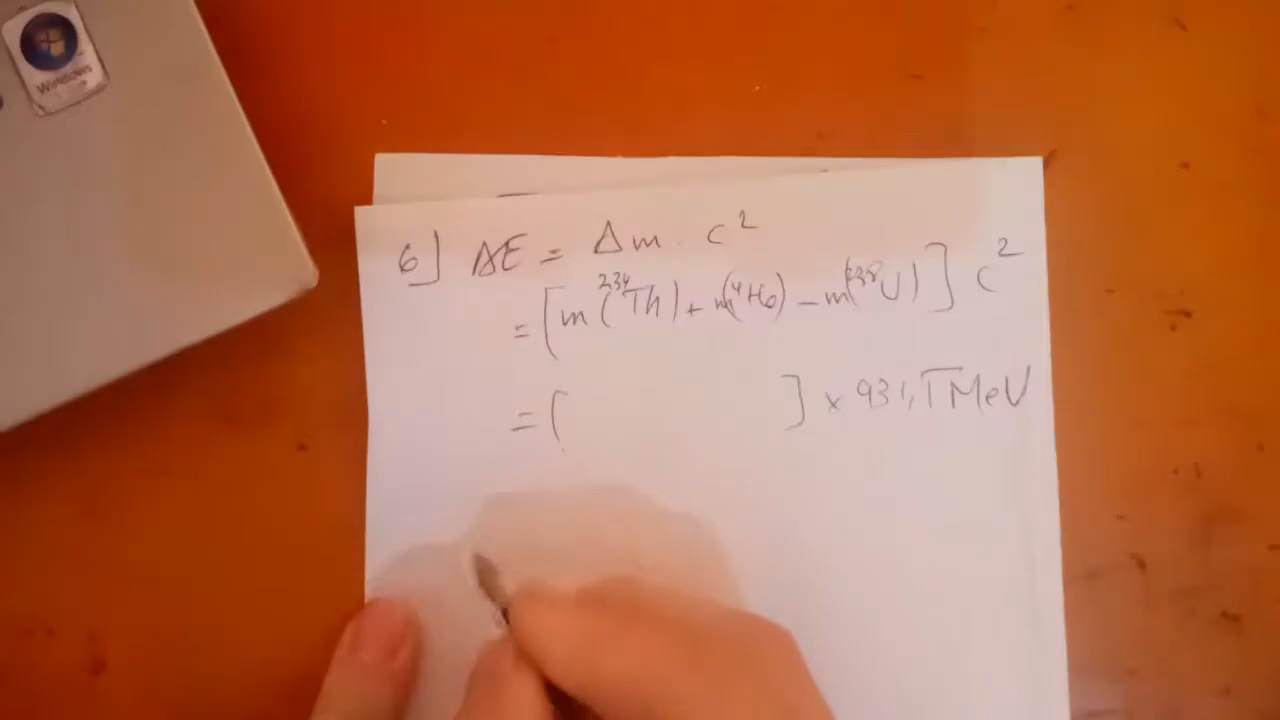 Windows
6] ΔE = Δm . c²
= [m(²³⁴Th) + m(⁴He) - m(²³⁸U)] c²
= [ ] x 931,5 MeV